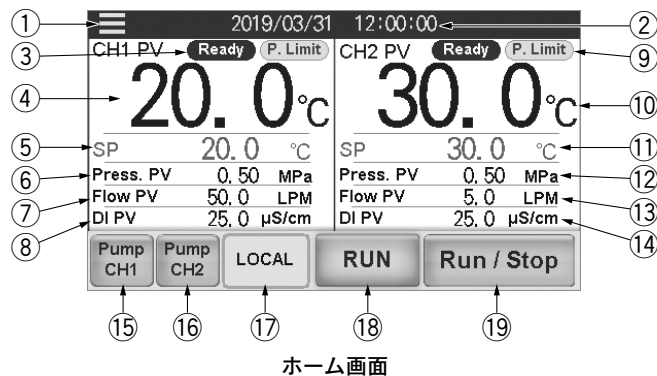 ① 2019/03/31 12:00:00 ②
③ CH1 PV Ready P. Limit CH2 PV Ready P. Limit ⑨
④ 20.0℃ 30.0℃ ⑩
⑤ SP 20.0 ℃ SP 30.0 ℃ ⑪
⑥ Press. PV 0.50 MPa Press. PV 0.50 MPa ⑫
⑦ Flow PV 50.0 LPM Flow PV 5.0 LPM ⑬
⑧ DI PV 25.0 µS/cm DI PV 25.0 µS/cm ⑭
Pump CH1 Pump CH2 LOCAL RUN Run / Stop
⑮ ⑯ ⑰ ⑱ ⑲
ホーム画面